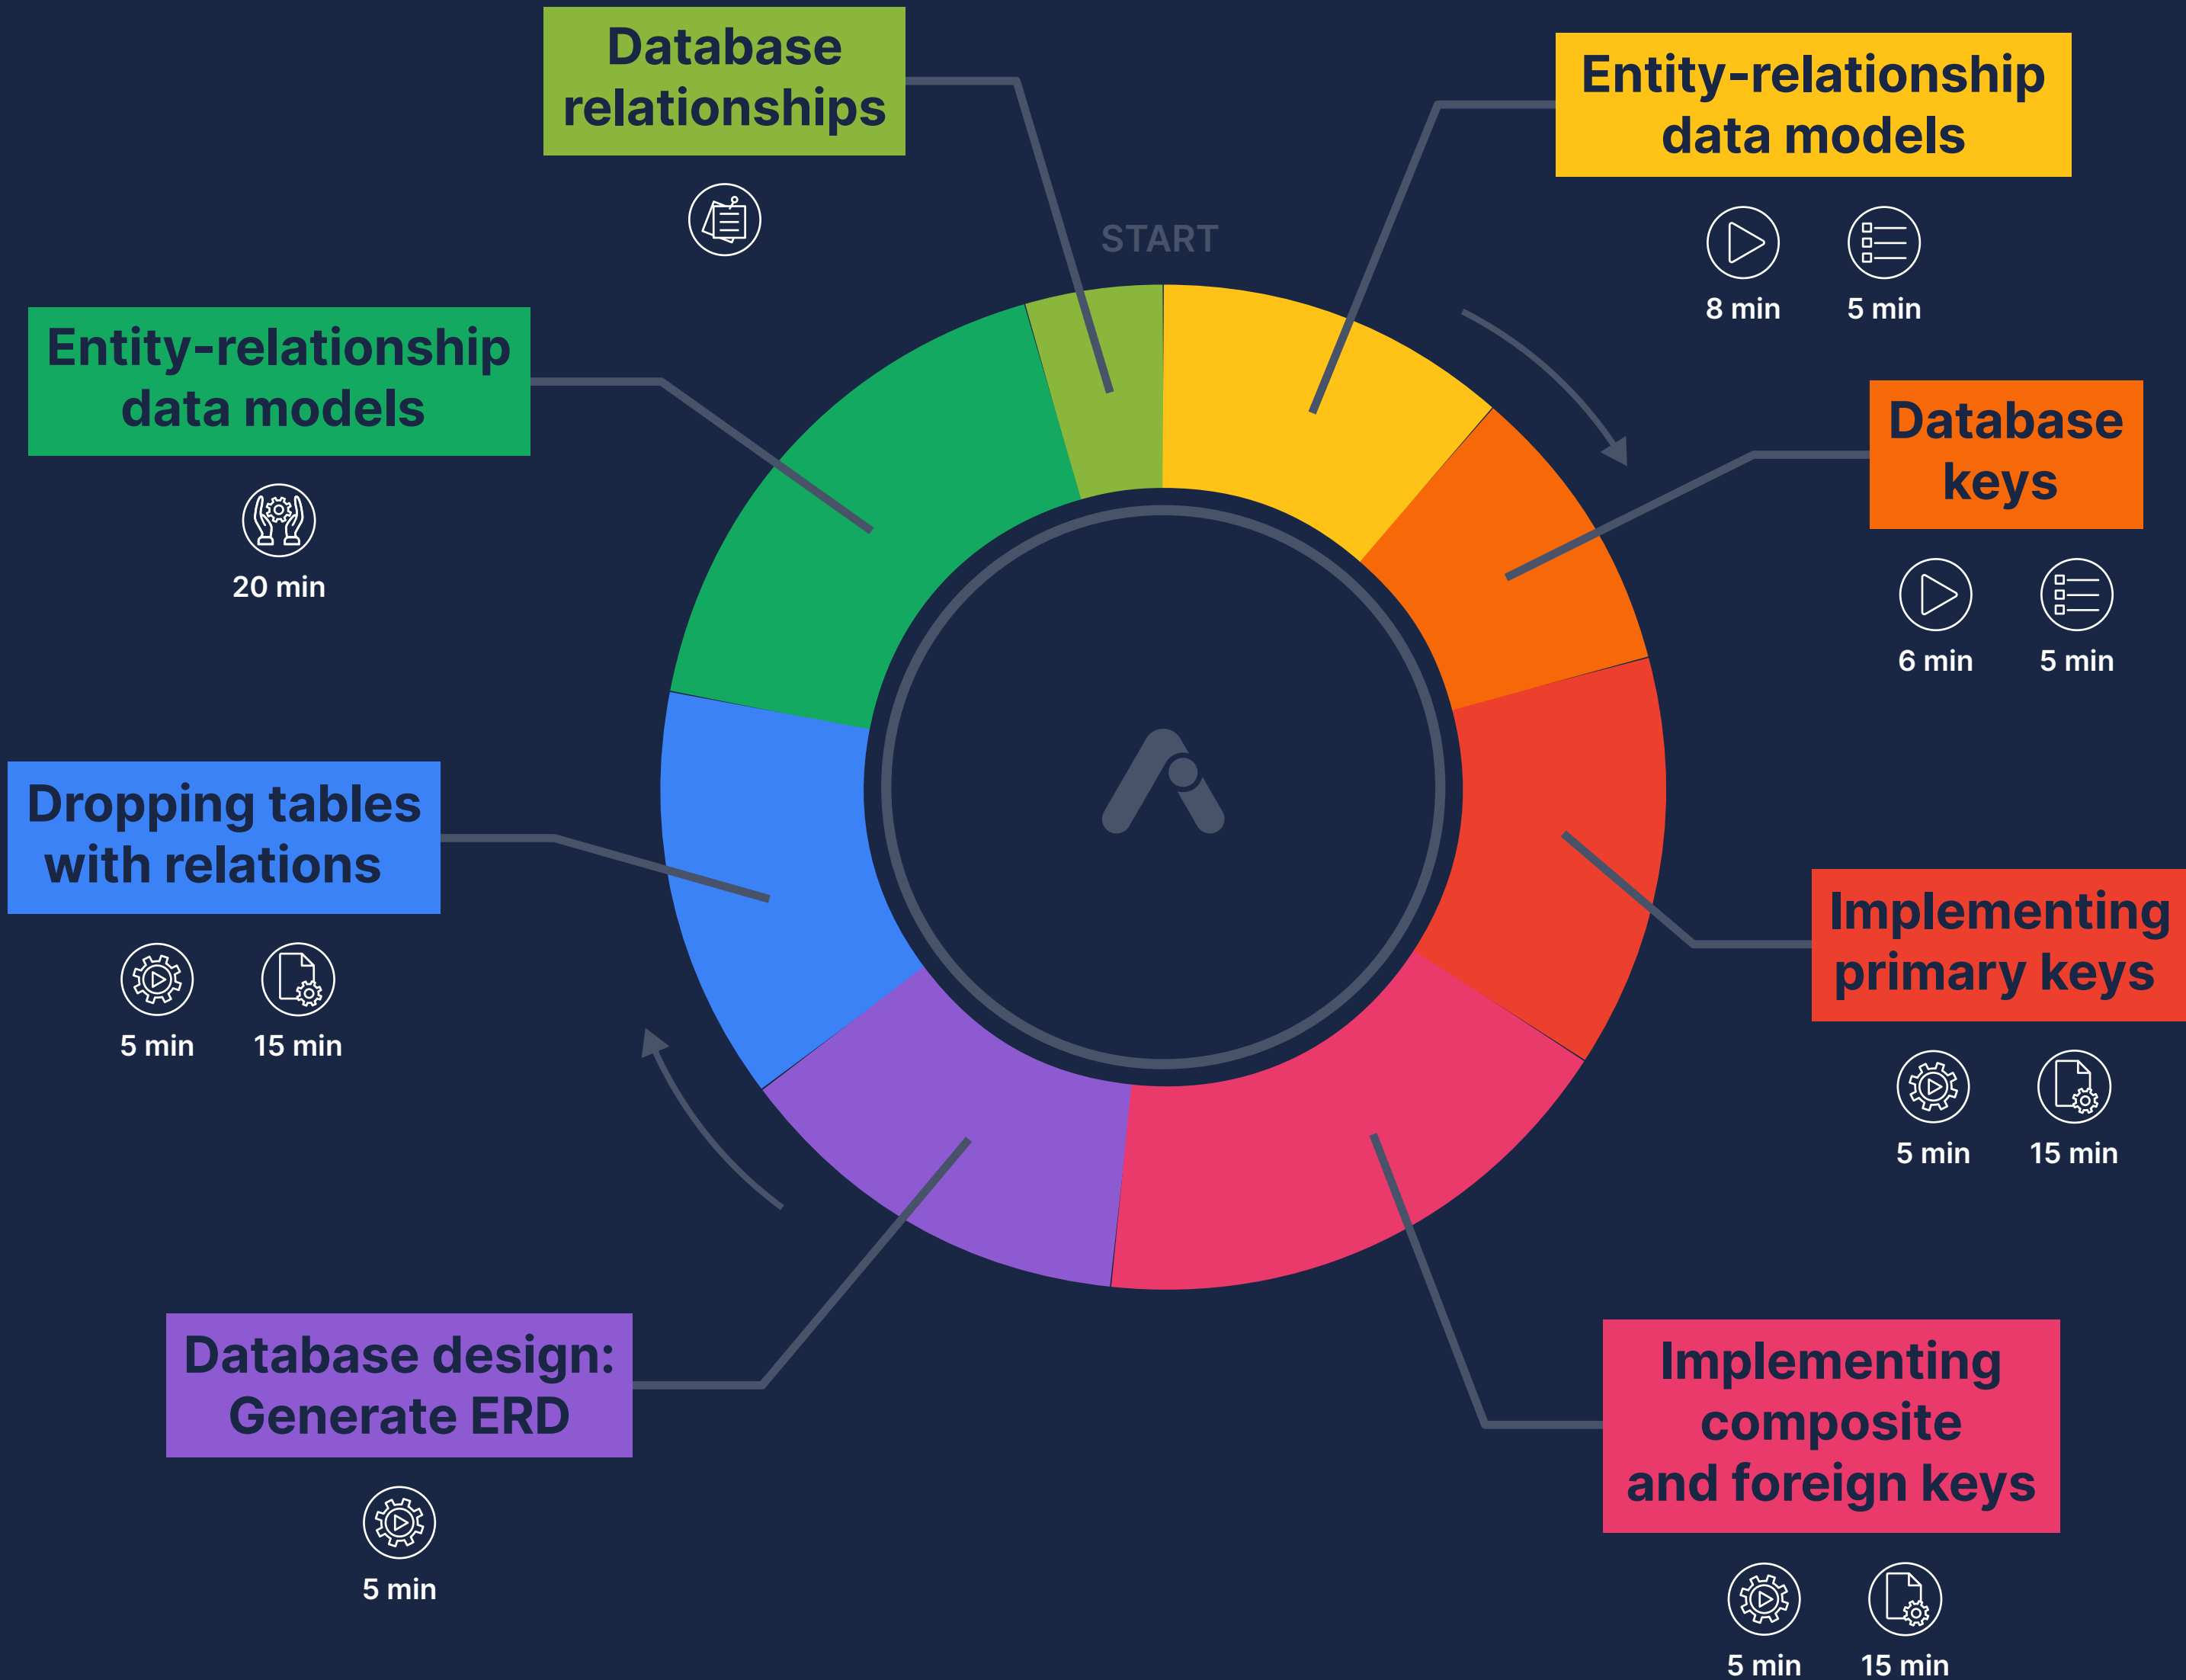 START
Entity-relationship
data models
8 min
5 min
Database
keys
6 min
5 min
Implementing
primary keys
5 min
15 min
Implementing
composite
and foreign keys
5 min
15 min
Database design:
Generate ERD
5 min
Dropping tables
with relations
5 min
15 min
Entity-relationship
data models
20 min
Database
relationships